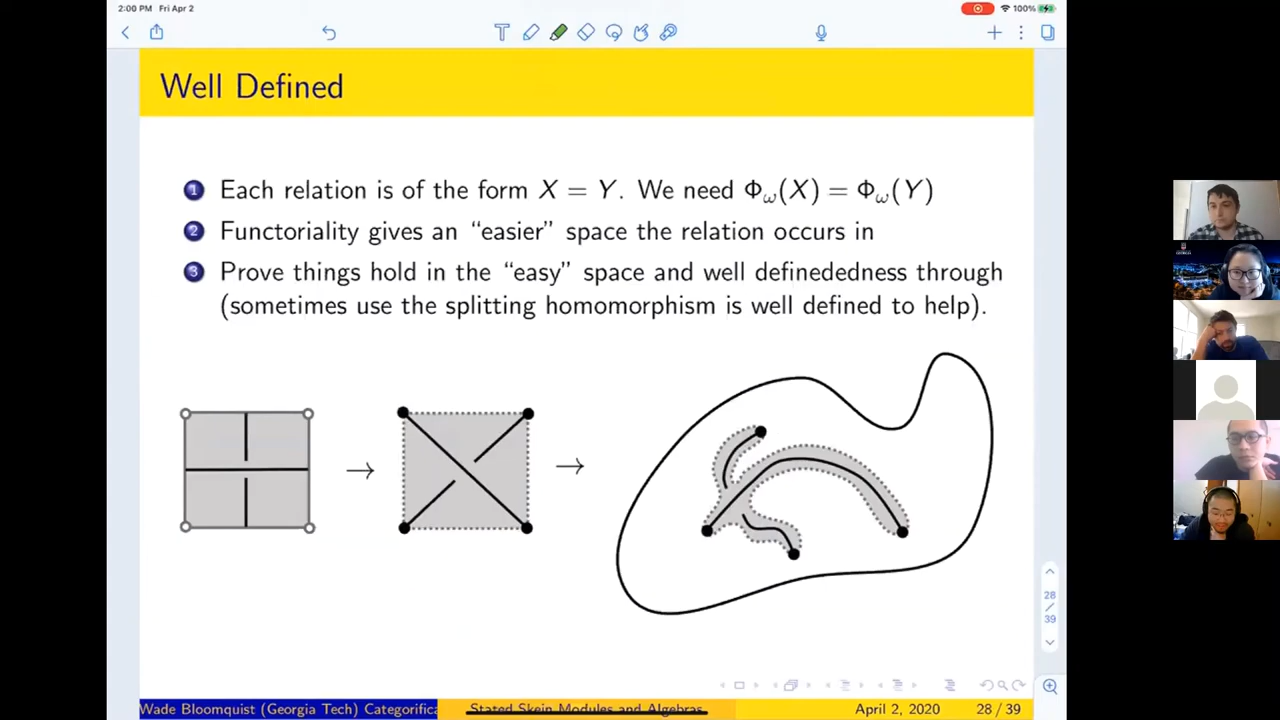 2:00 PM Fri Apr 2
100%
Well Defined
1 Each relation is of the form X = Y. We need Φω(X) = Φω(Y)
2 Functoriality gives an “easier” space the relation occurs in
3 Prove things hold in the “easy” space and well definededness through
(sometimes use the splitting homomorphism is well defined to help).
28
/
39
Wade Bloomquist (Georgia Tech) Categorifica Stated Skein Modules and Algebras April 2, 2020 28 / 39